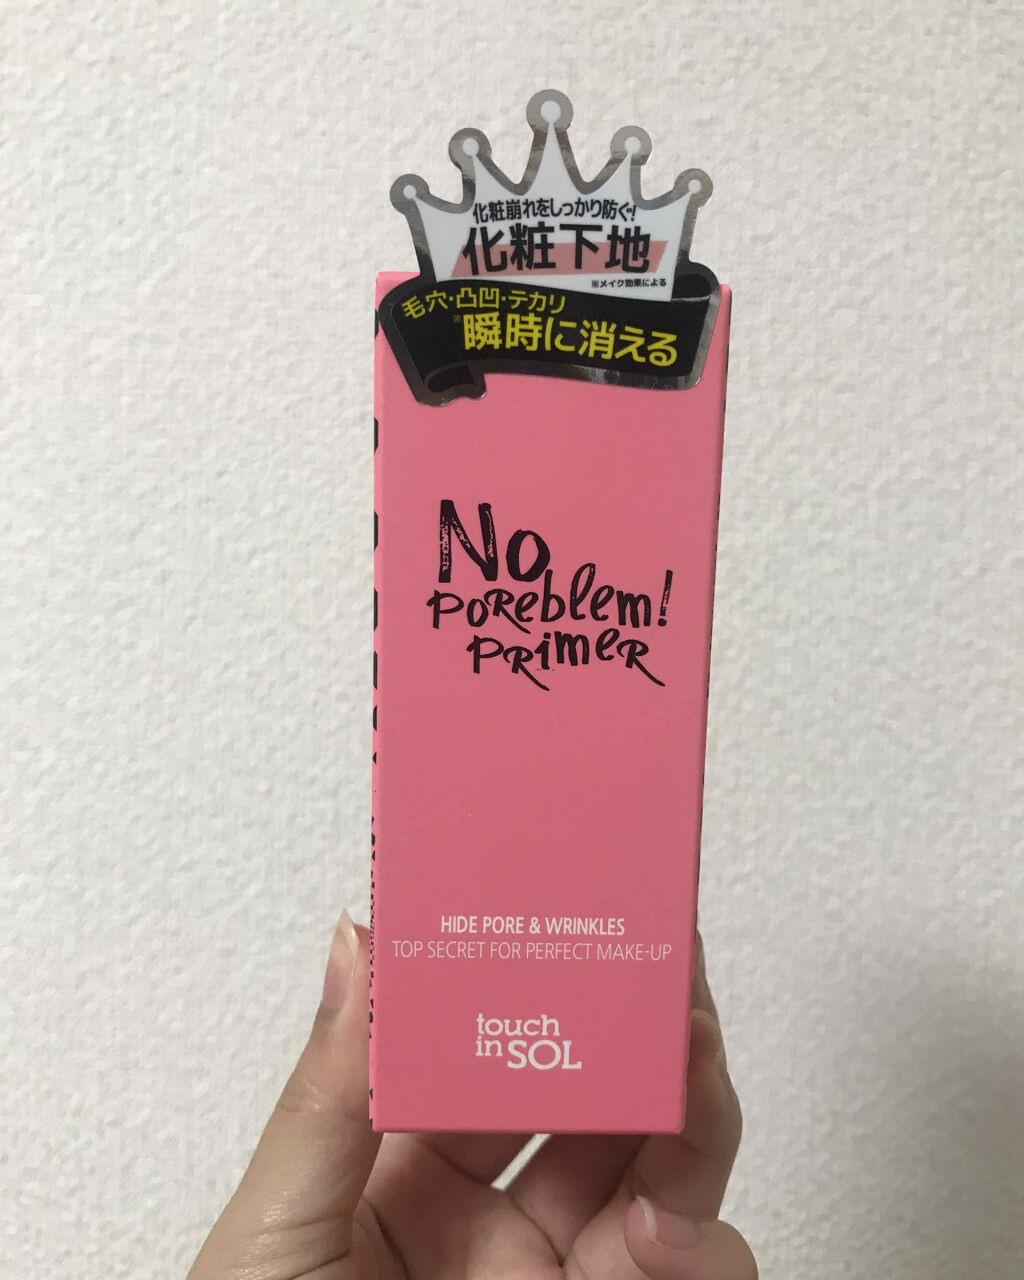 化粧崩れをしっかり防ぐ!
化粧下地
※メイク効果による
毛穴・凸凹・テカリ
※瞬時に消える
No
POReblem!
PRimeR
HIDE PORE & WRINKLES
TOP SECRET FOR PERFECT MAKE-UP
touch
in SOL